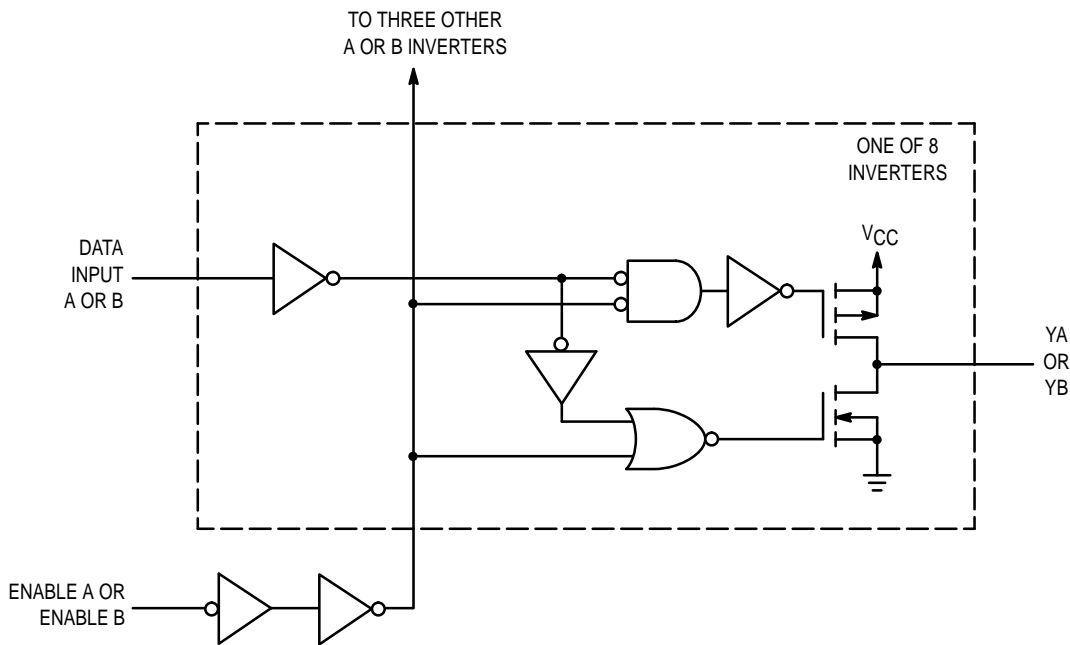 TO THREE OTHER
A OR B INVERTERS
ONE OF 8
INVERTERS
VCC
DATA
INPUT
A OR B
YA
OR
YB
ENABLE A OR
ENABLE B